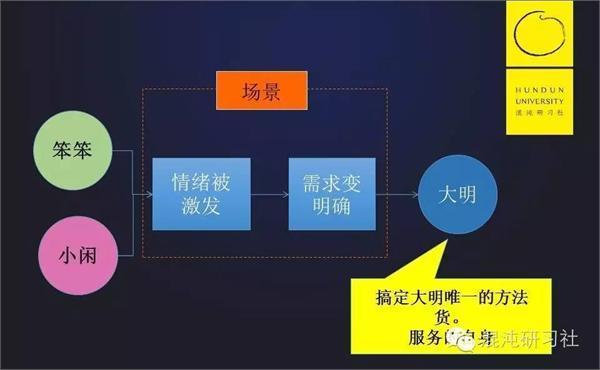 场景
HUNDUN
UNIVERSITY
混沌研习社
笨笨
情绪被
激发
需求变
明确
大明
小闲
搞定大明唯一的方法
货。
服务 自身
混沌研习社